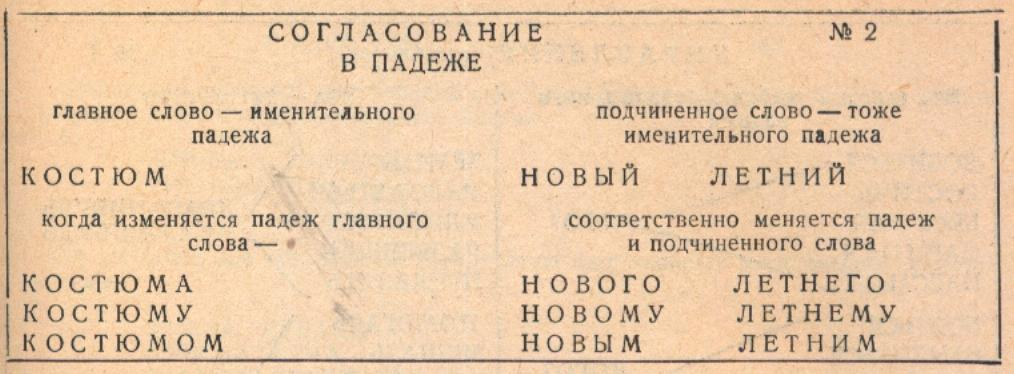 СОГЛАСОВАНИЕ № 2
В ПАДЕЖЕ
главное слово — именительного подчиненное слово — тоже
падежа именительного падежа
КОСТЮМ НОВЫЙ ЛЕТНИЙ
когда изменяется падеж главного соответственно меняется падеж
слова — и подчиненного слова
КОСТЮМА НОВОГО ЛЕТНЕГО
КОСТЮМУ НОВОМУ ЛЕТНЕМУ
КОСТЮМОМ НОВЫМ ЛЕТНИМ